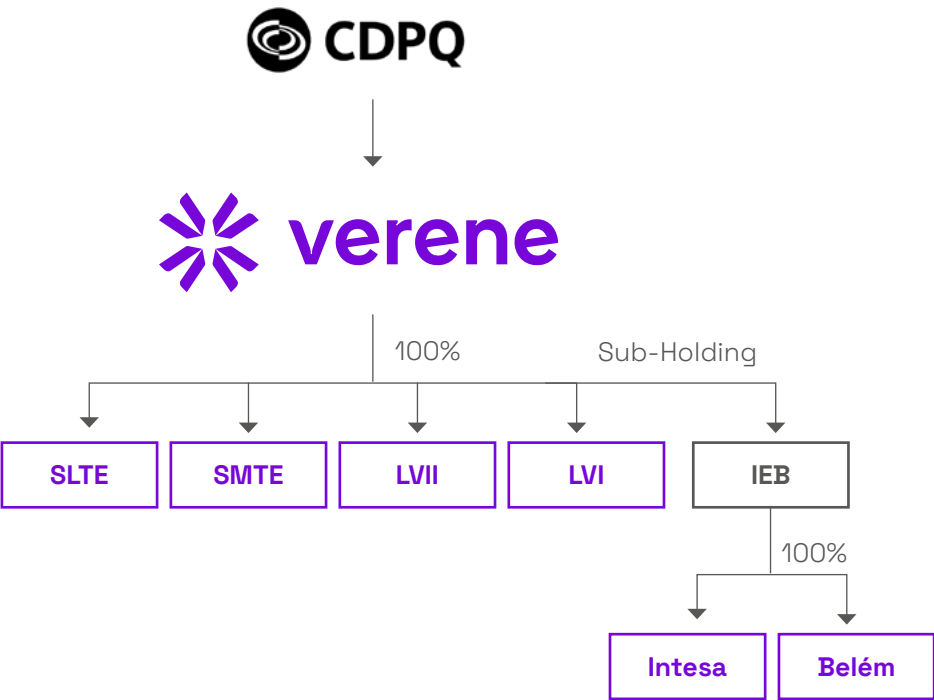 CDPQ
verene
100%
Sub-Holding
SLTE
SMTE
LVII
LVI
IEB
100%
Intesa
Belém